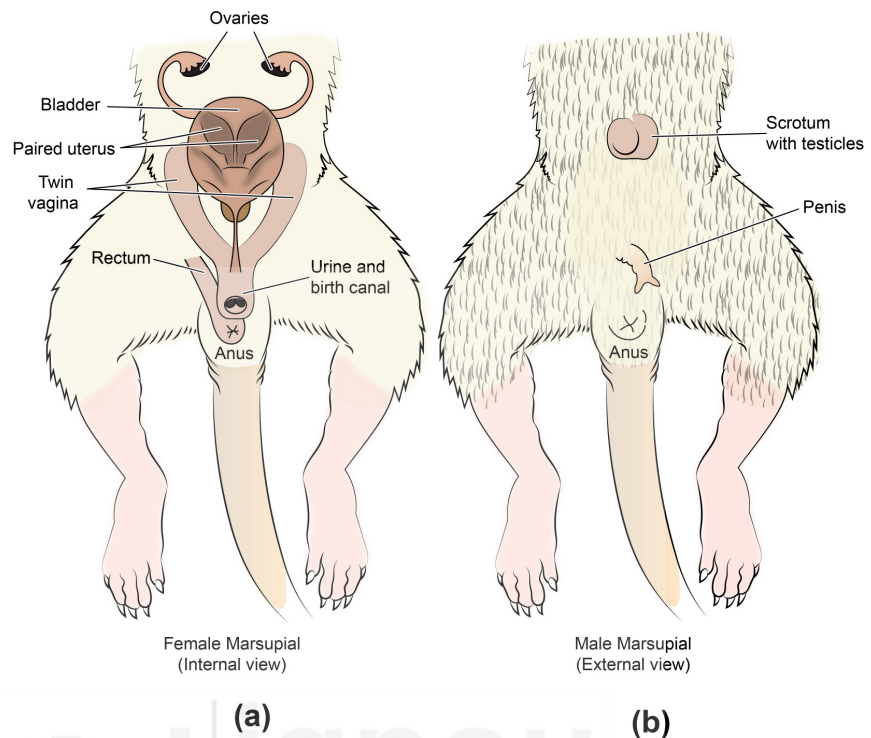 Ovaries
Bladder
Paired uterus
Twin
vagina
Rectum
Urine and
birth canal
Anus
Female Marsupial
(Internal view)
(a)
Scrotum
with testicles
Penis
Anus
Male Marsupial
(External view)
(b)